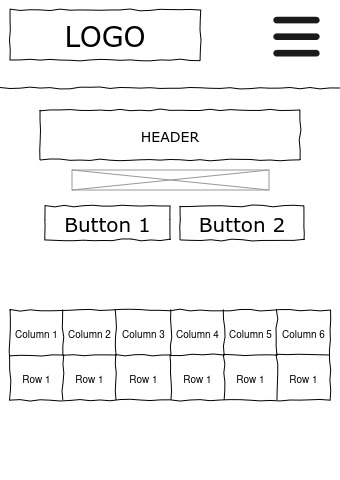 LOGO
HEADER
Button 1 Button 2
Column 1 Column 2 Column 3 Column 4 Column 5 Column 6
Row 1 Row 1 Row 1 Row 1 Row 1 Row 1